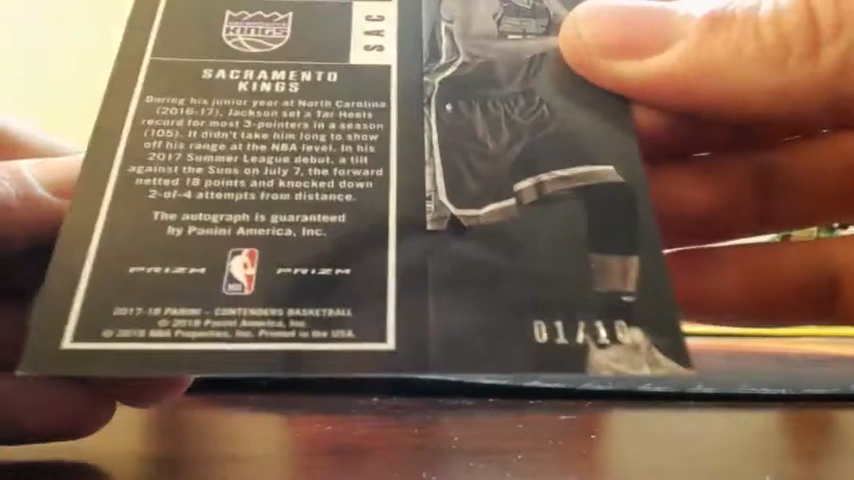 KINGS
SAC
SACRAMENTO
KINGS
During his junior year at North Carolina
(2016-17), Jackson set a Tar Heels
record for most 3-pointers in a season
(105). It didn't take him long to show
off his range at the NBA level. In his
2017 Summer League debut, a tilt
against the Suns on July 7, the forward
netted 18 points and knocked down
2-of-4 attempts from distance.
The autograph is guaranteed
by Panini America, Inc.
PRIZM PRIZM
2017-18 PANINI - CONTENDERS BASKETBALL
© 2018 Panini America, Inc.
© 2018 NBA Properties, Inc. Printed in the USA.
01/10